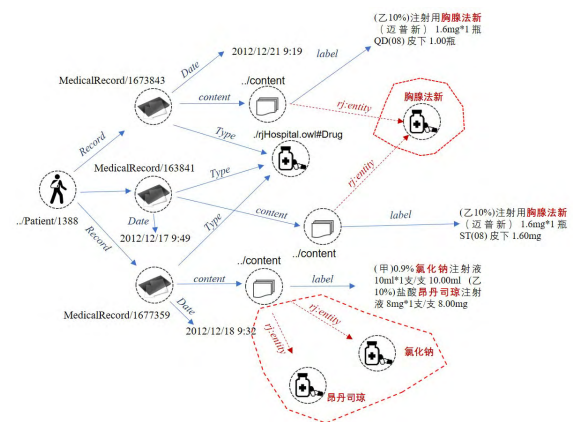 (乙10%)注射用胸腺法新
（迈普新） 1.6mg*1瓶
QD(08) 皮下 1.00瓶
2012/12/21 9:19
label
Date
MedicalRecord/1673843
../content
content
rj:entity
胸腺法新
Type
./rjHospital.owl#Drug
Record
MedicalRecord/163841
Type
rj:entity
../Patient/1388
Date
Type
content
label
(乙10%)注射用胸腺法新
（迈普新） 1.6mg*1瓶
ST(08) 皮下 1.60mg
2012/12/17 9:49
Record
../content
../content
content
label
(甲)0.9%氯化钠注射液
10ml*1支/支 10.00ml (乙
10%)盐酸昂丹司琼注射
液 8mg*1支/支 8.00mg
MedicalRecord/1677359
Date
2012/12/18 9:32
rj:entity
rj:entity
氯化钠
昂丹司琼